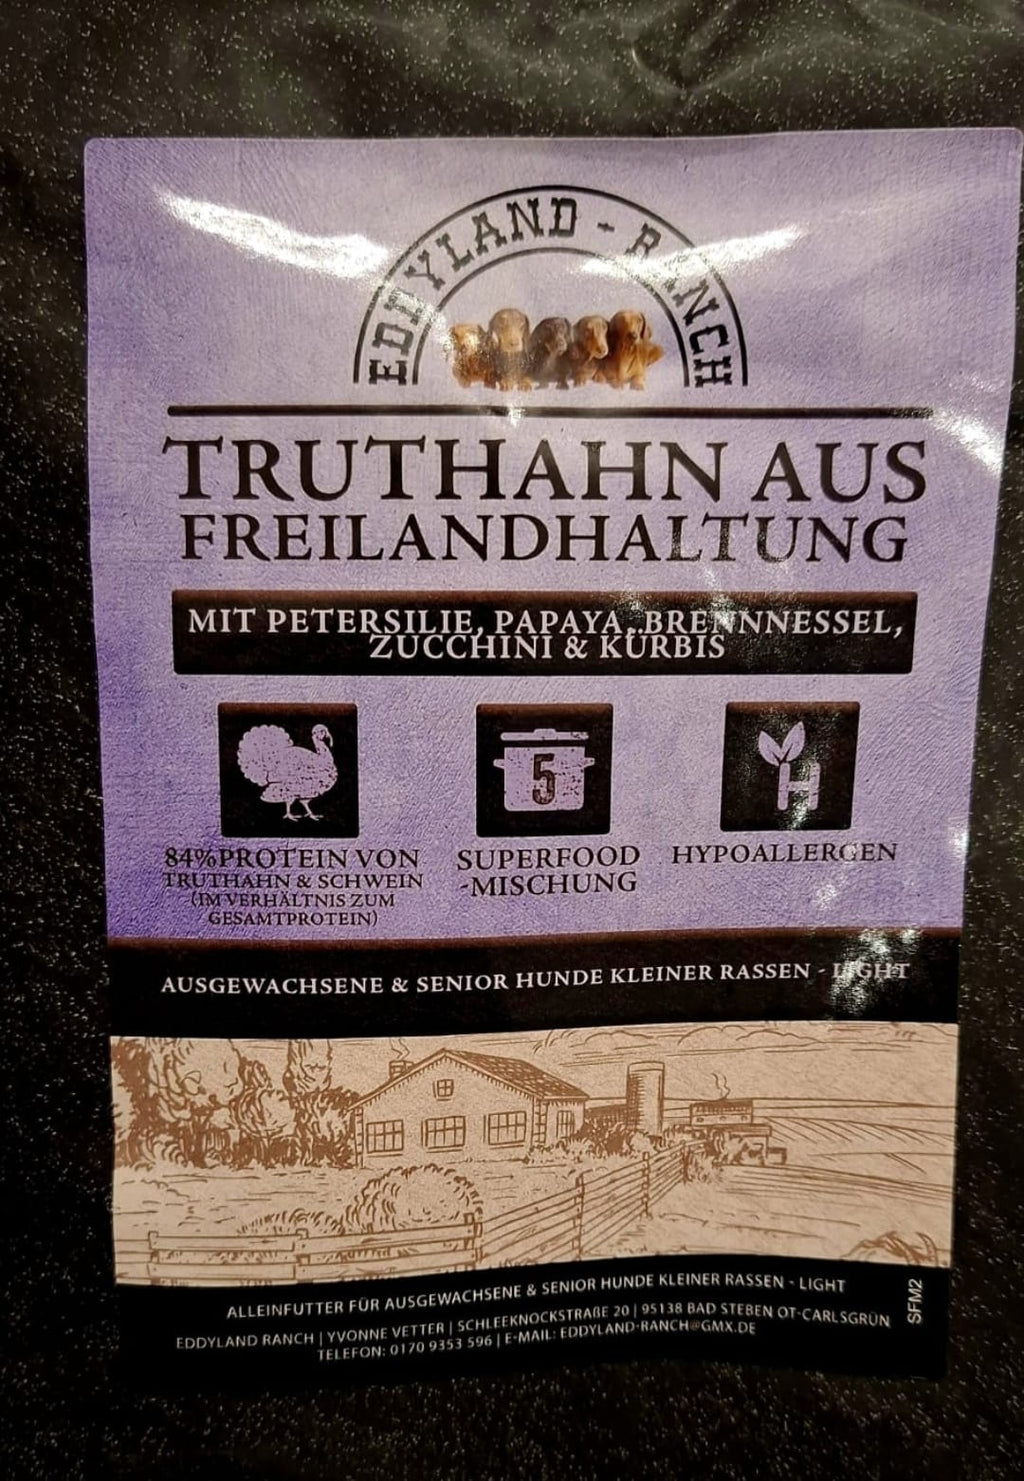 EDDYLAND - RANCH
TRUTHAHN AUS
FREILANDHALTUNG
MIT PETERSILIE, PAPAYA, BRENNNESSEL,
ZUCCHINI & KÜRBIS
5
H
84%PROTEIN VON
TRUTHAHN & SCHWEIN
(IM VERHÄLTNIS ZUM
GESAMTPROTEIN)
SUPERFOOD
-MISCHUNG
HYPOALLERGEN
AUSGEWACHSENE & SENIOR HUNDE KLEINER RASSEN - LIGHT
ALLEINFUTTER FÜR AUSGEWACHSENE & SENIOR HUNDE KLEINER RASSEN - LIGHT
EDDYLAND RANCH | YVONNE VETTER | SCHLEEKNOCKSTRAßE 20 | 95138 BAD STEBEN OT-CARLSGRÜN
TELEFON: 0170 9353 596 | E-MAIL: EDDYLAND-RANCH@GMX.DE
SFM2